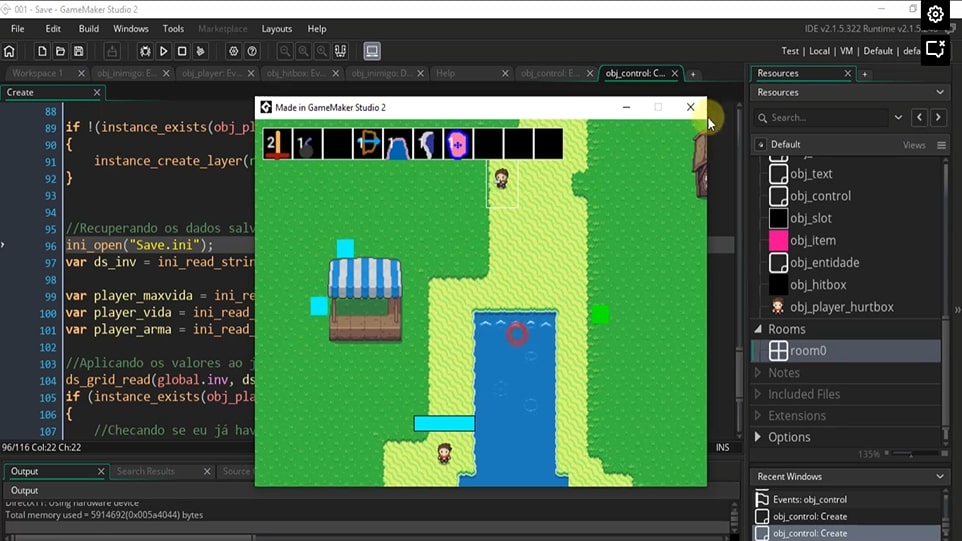 001 - Save - GameMaker Studio 2
File Edit Build Windows Tools Marketplace Layouts Help
IDE v2.1.5.322 Runtime v2.1.5.
Test | Local | VM | Default |
Workspace 1
obj_inimigo: E...
obj_player: Ev...
obj_hitbox: Ev...
obj_inimigo: D...
Help
obj_control: E...
obj_control: C...
Create
88
89 if !(instance_exists(obj_pl
90 {
91 instance_create_layer(
92 }
93
94
95 //Recuperando os dados salv
96 ini_open("Save.ini");
97 var ds_inv = ini_read_strin
98
99 var player_maxvida = ini_re
100 var player_vida = ini_read_
101 var player_arma = ini_read_
102
103 //Aplicando os valores ao j
104 ds_grid_read(global.inv, ds
105 if (instance_exists(obj_pla
106 {
107 //Checando se eu já hav
96/116 Col:22 Ch:22
INS
Made in GameMaker Studio 2
2 1 1 1 1
Output
Search Results
Source
Output
DirectX11: Using hardware device
Total memory used = 5914692(0x005a4044) bytes
Resources
Resources
Search...
Default
Views
obj_text
obj_control
obj_slot
obj_item
obj_entidade
obj_hitbox
obj_player_hurtbox
Rooms
room0
Notes
Included Files
Extensions
Options
135%
Recent Windows
Events: obj_control
obj_control: Create
obj_control: Create